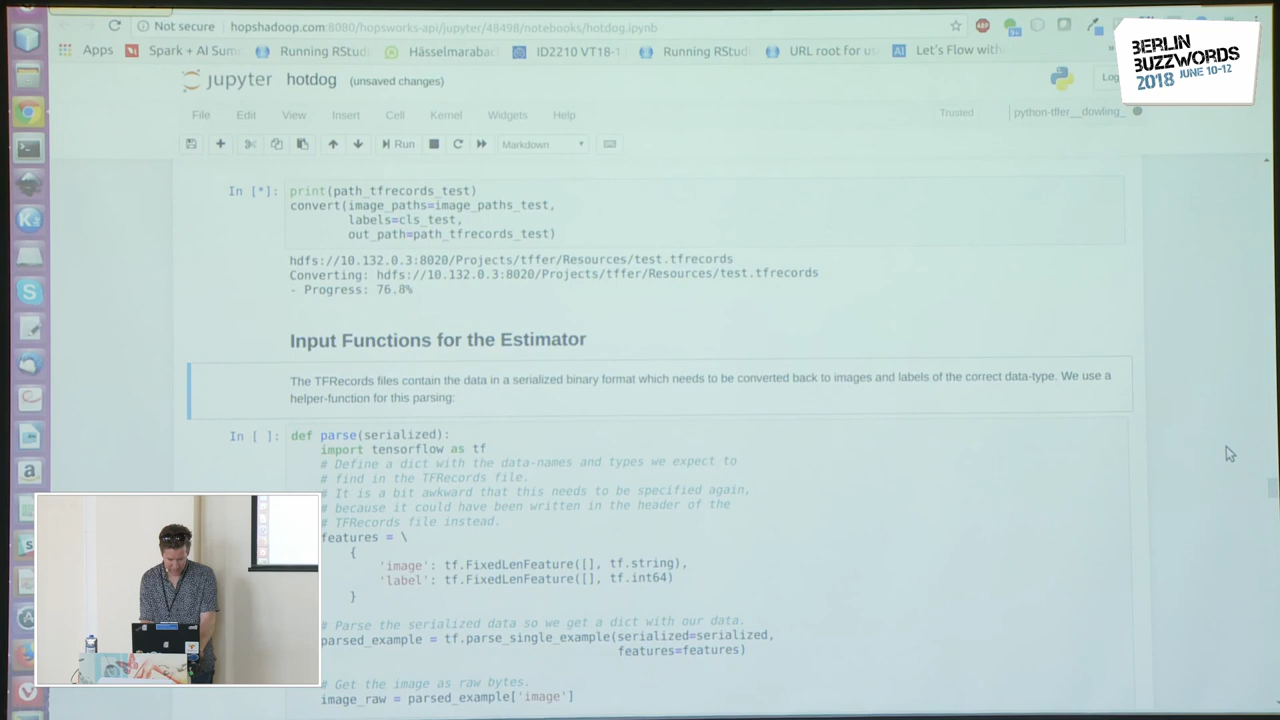 Not secure
hopshadoop.com:8080/hopsworks-api/jupyter/48498/notebooks/hotdog.ipynb
Apps
Spark + AI Sum
Running RStudi
Hässelmarabac
ID2210 VT18-1
Running RStudi
URL root for us
Let's Flow with
BERLIN
BUZZWORDS
2018 JUNE 10-12
jupyter hotdog (unsaved changes)
Log
File Edit View Insert Cell Kernel Widgets Help
Trusted
python-tffer__dowling_
Run
Markdown
In [*]: print(path_tfrecords_test)
convert(image_paths=image_paths_test,
labels=cls_test,
out_path=path_tfrecords_test)
hdfs://10.132.0.3:8020/Projects/tffer/Resources/test.tfrecords
Converting: hdfs://10.132.0.3:8020/Projects/tffer/Resources/test.tfrecords
- Progress: 76.8%
Input Functions for the Estimator
The TFRecords files contain the data in a serialized binary format which needs to be converted back to images and labels of the correct data-type. We use a
helper-function for this parsing:
In [ ]: def parse(serialized):
import tensorflow as tf
# Define a dict with the data-names and types we expect to
# find in the TFRecords file.
# It is a bit awkward that this needs to be specified again,
# because it could have been written in the header of the
# TFRecords file instead.
features = \
{
'image': tf.FixedLenFeature([], tf.string),
'label': tf.FixedLenFeature([], tf.int64)
}
# Parse the serialized data so we get a dict with our data.
parsed_example = tf.parse_single_example(serialized=serialized,
features=features)
# Get the image as raw bytes.
image_raw = parsed_example['image']